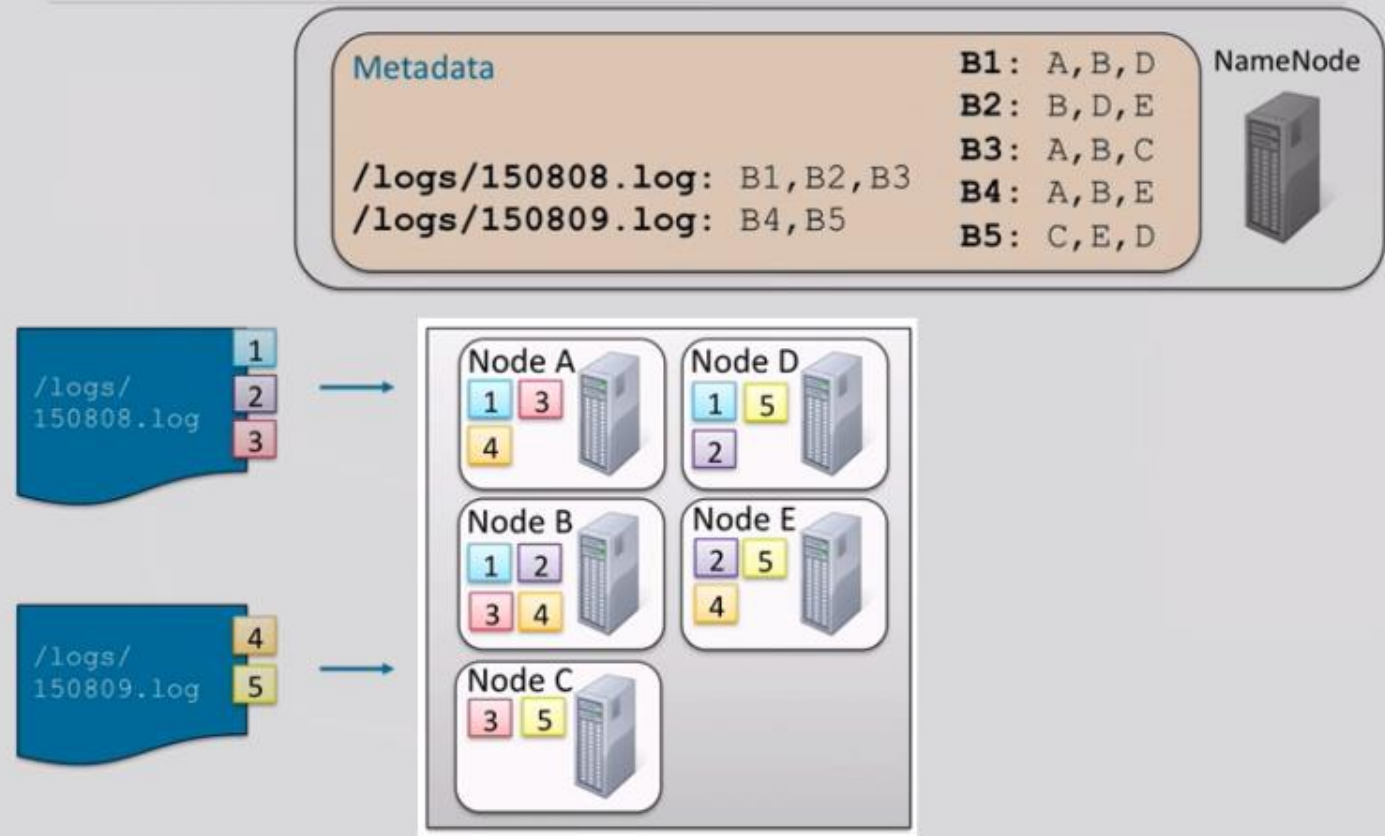 Metadata
/logs/150808.log: B1,B2,B3
/logs/150809.log: B4,B5
B1: A,B,D
B2: B,D,E
B3: A,B,C
B4: A,B,E
B5: C,E,D
NameNode
/logs/
150808.log
1
2
3
/logs/
150809.log
4
5
Node A
1 3
4
Node D
1 5
2
Node B
1 2
3 4
Node E
2 5
4
Node C
3 5